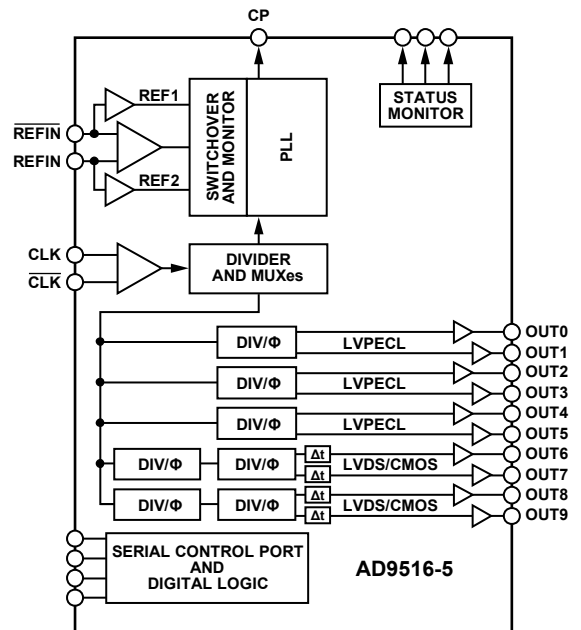 CP
REF1
REFIN
REFIN
REF2
SWITCHOVER
AND MONITOR
PLL
STATUS
MONITOR
CLK
CLK
DIVIDER
AND MUXes
DIV/Φ
LVPECL
OUT0
OUT1
DIV/Φ
LVPECL
OUT2
OUT3
DIV/Φ
LVPECL
OUT4
OUT5
DIV/Φ
DIV/Φ
Δt
Δt
LVDS/CMOS
OUT6
OUT7
DIV/Φ
DIV/Φ
Δt
Δt
LVDS/CMOS
OUT8
OUT9
SERIAL CONTROL PORT
AND
DIGITAL LOGIC
AD9516-5